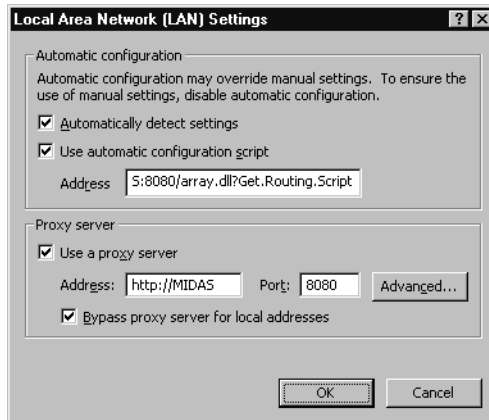 Local Area Network (LAN) Settings
Automatic configuration
Automatic configuration may override manual settings. To ensure the
use of manual settings, disable automatic configuration.
Automatically detect settings
Use automatic configuration script
Address S:8080/array.dll?Get.Routing.Script
Proxy server
Use a proxy server
Address: http://MIDAS Port: 8080 Advanced...
Bypass proxy server for local addresses
OK Cancel